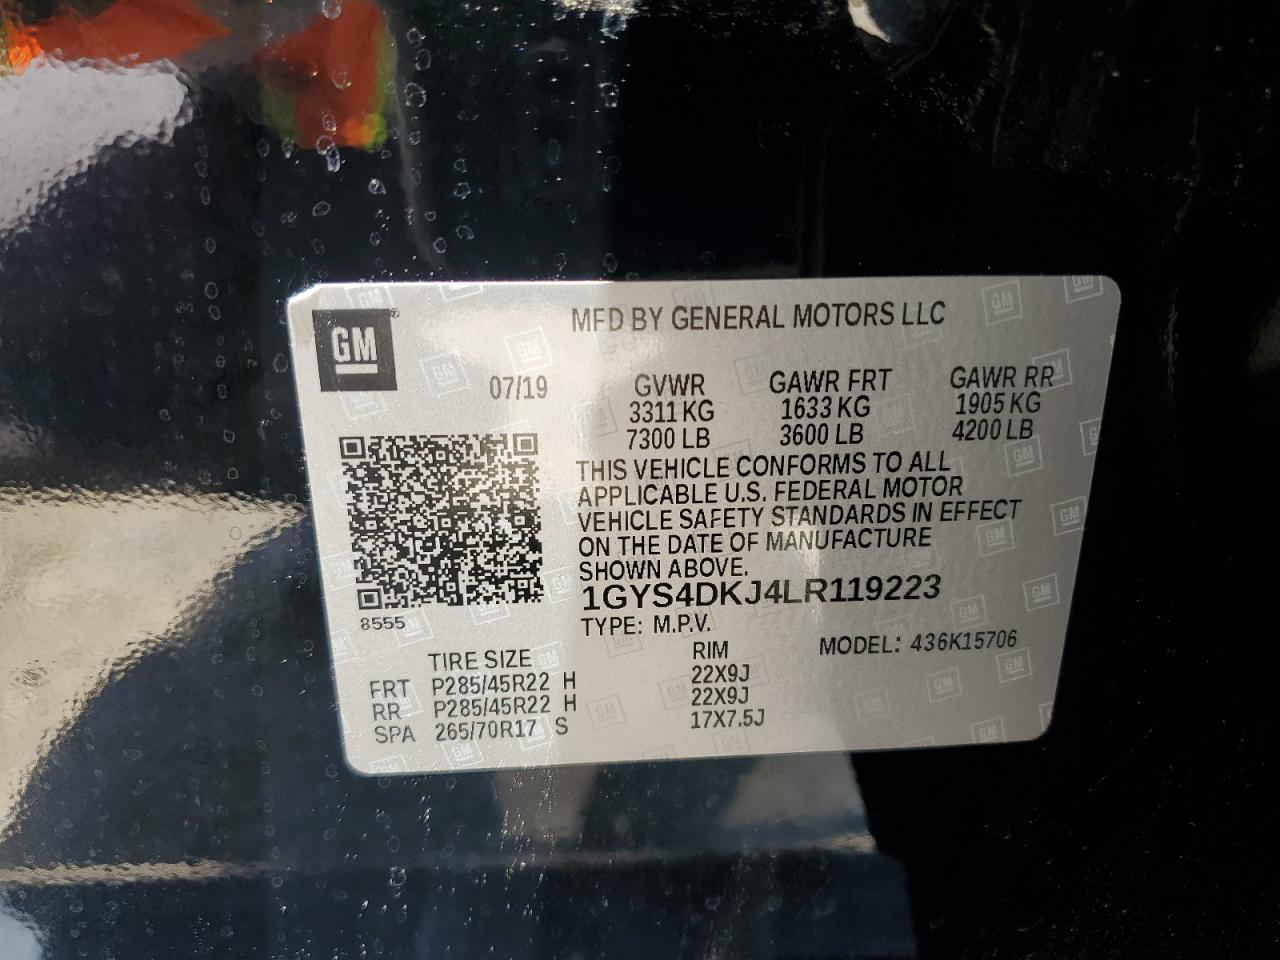 GM ®
MFD BY GENERAL MOTORS LLC
07/19 GVWR GAWR FRT GAWR RR
3311 KG 1633 KG 1905 KG
7300 LB 3600 LB 4200 LB
THIS VEHICLE CONFORMS TO ALL
APPLICABLE U.S. FEDERAL MOTOR
VEHICLE SAFETY STANDARDS IN EFFECT
ON THE DATE OF MANUFACTURE
SHOWN ABOVE.
1GYS4DKJ4LR119223
8555
TYPE: M.P.V.
TIRE SIZE RIM MODEL: 436K15706
FRT P285/45R22 H 22X9J
RR P285/45R22 H 22X9J
SPA 265/70R17 S 17X7.5J